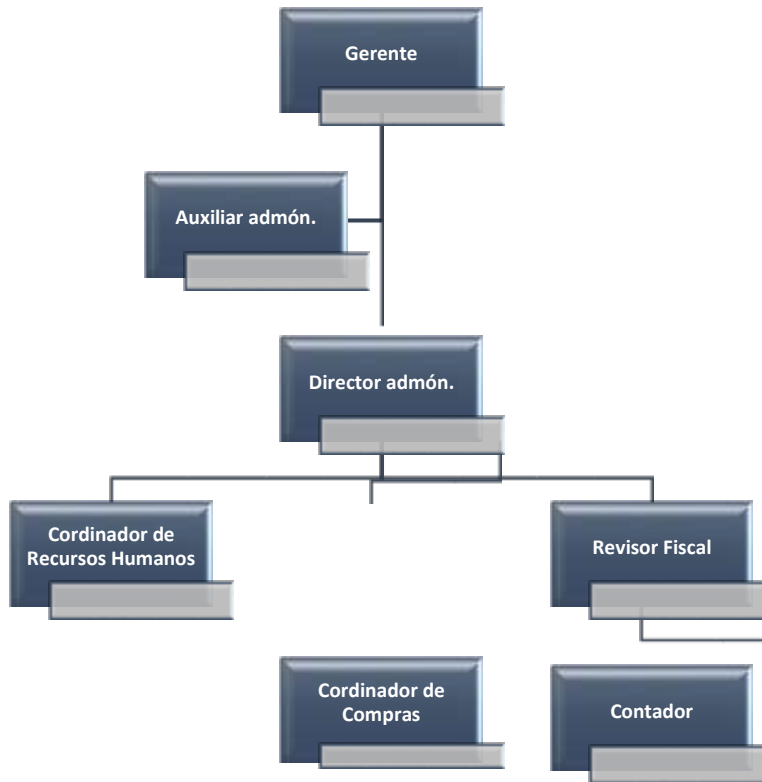 Gerente
Auxiliar admón.
Director admón.
Cordinador de
Recursos Humanos
Revisor Fiscal
Cordinador de
Compras
Contador